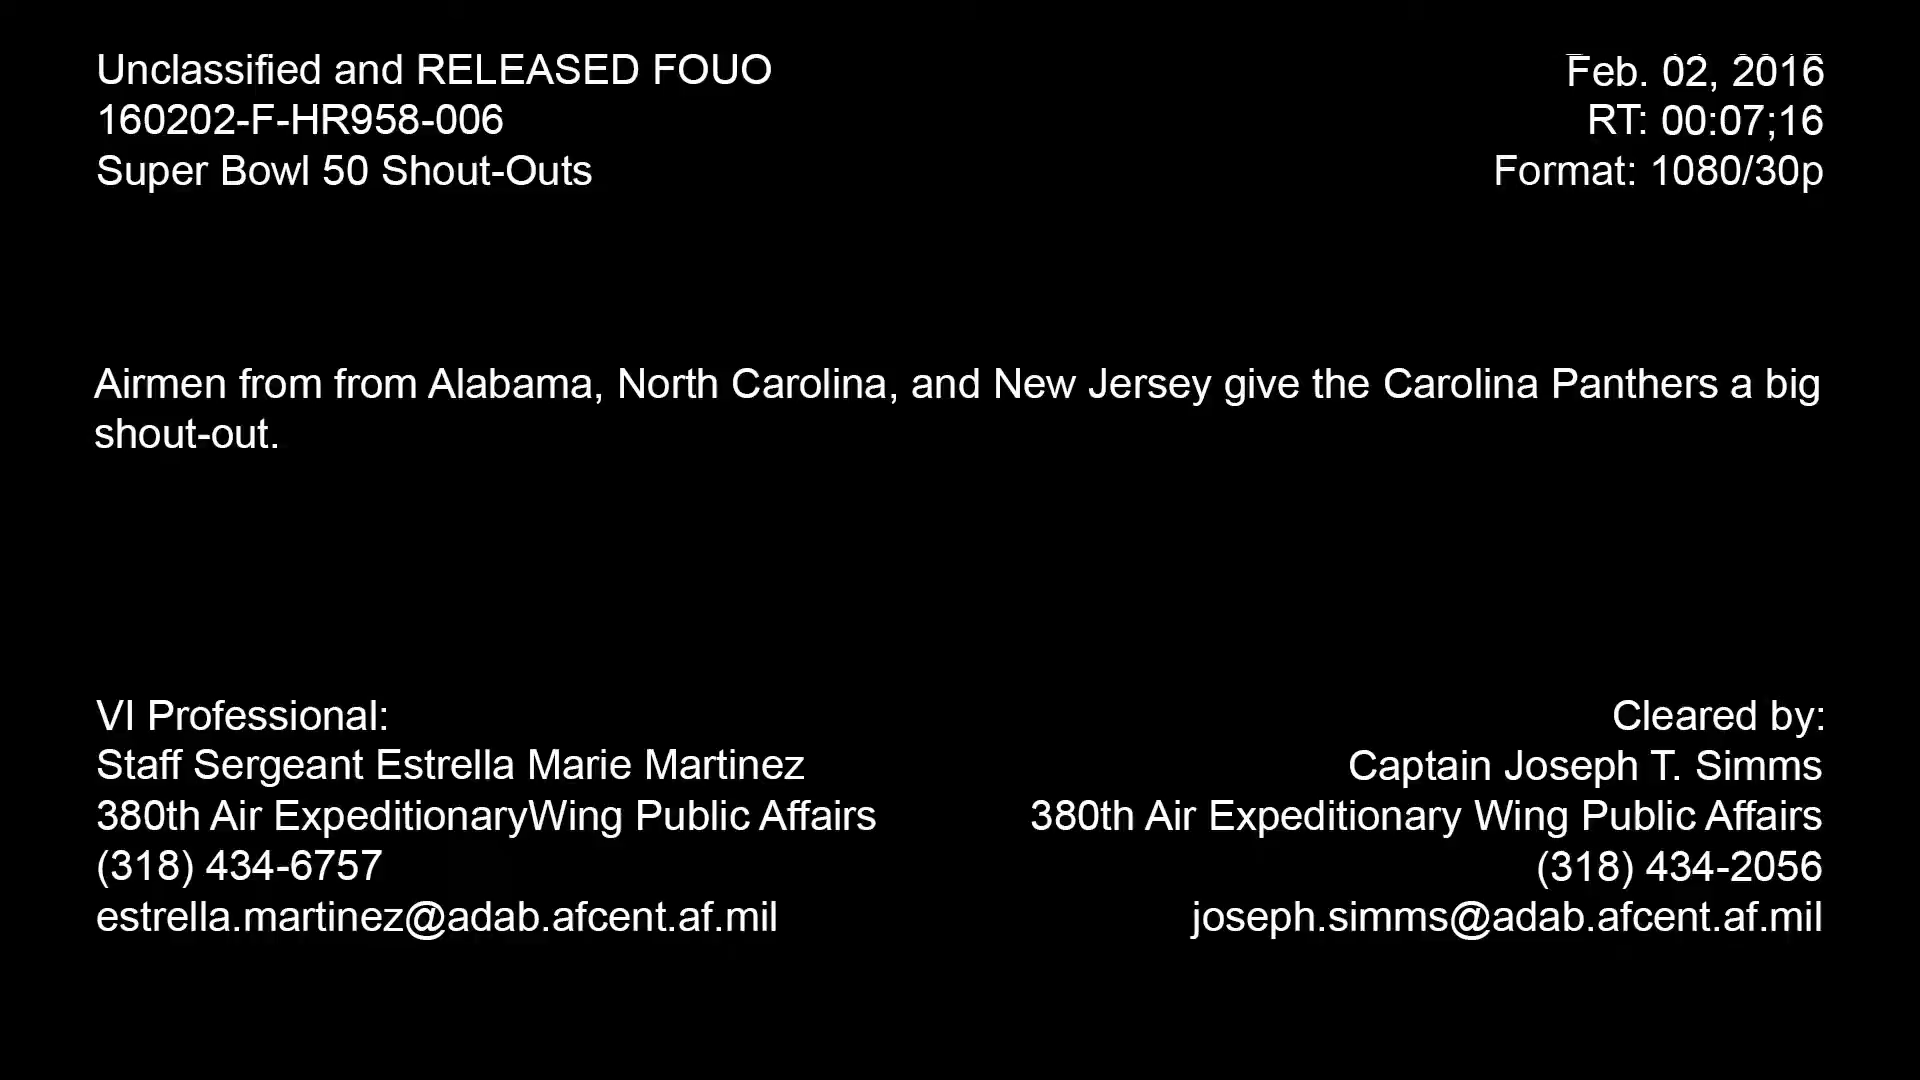 Unclassified and RELEASED FOUO
160202-F-HR958-006
Super Bowl 50 Shout-Outs
Feb. 02, 2016
RT: 00:07;16
Format: 1080/30p
Airmen from from Alabama, North Carolina, and New Jersey give the Carolina Panthers a big
shout-out.
VI Professional:
Staff Sergeant Estrella Marie Martinez
380th Air ExpeditionaryWing Public Affairs
(318) 434-6757
estrella.martinez@adab.afcent.af.mil
Cleared by:
Captain Joseph T. Simms
380th Air Expeditionary Wing Public Affairs
(318) 434-2056
joseph.simms@adab.afcent.af.mil